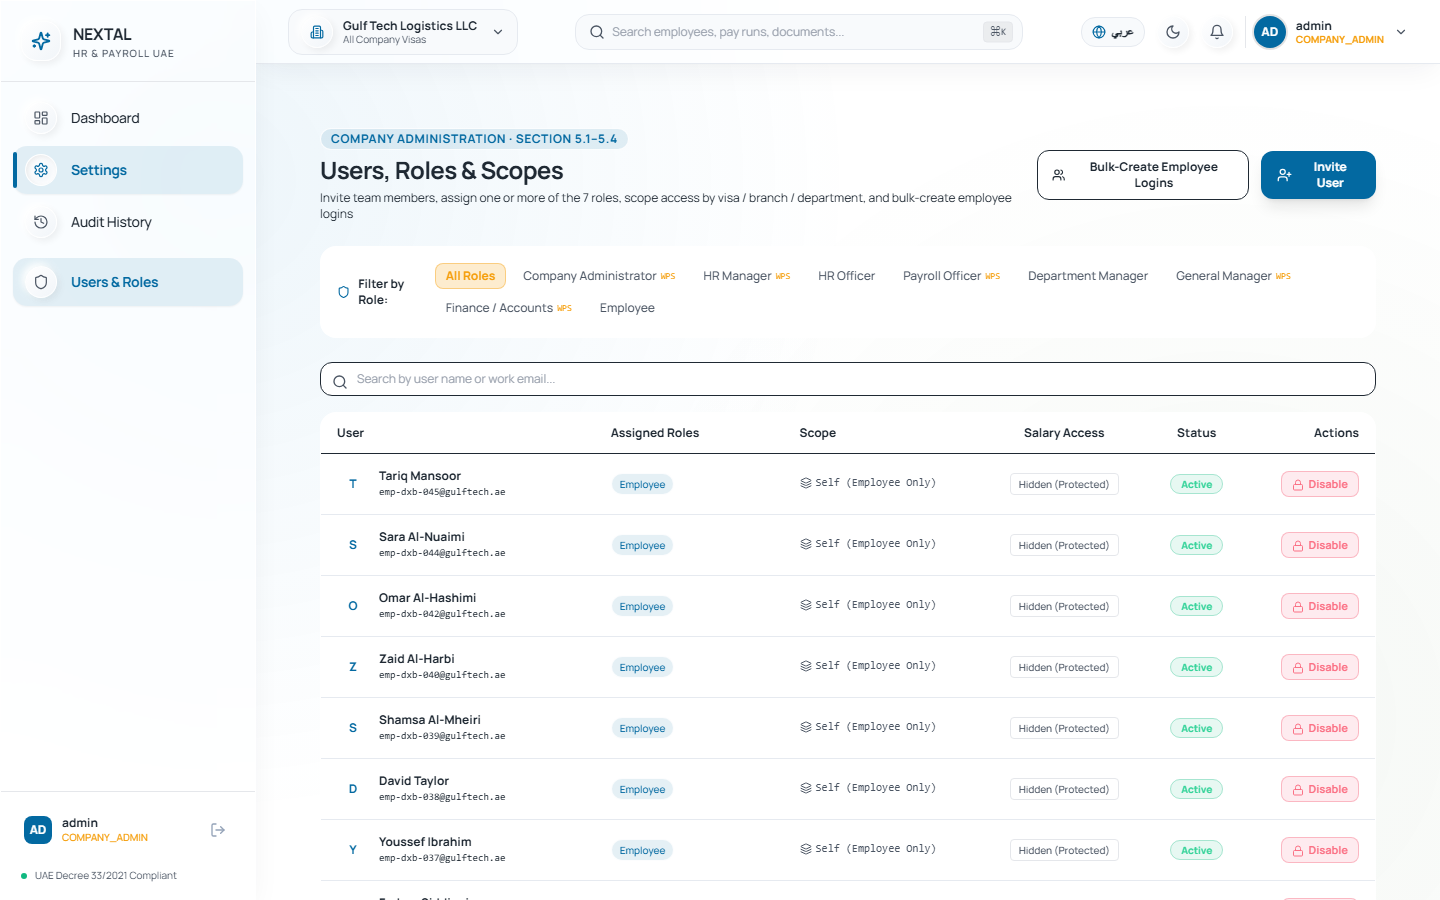 NEXTAL
HR & PAYROLL UAE
Gulf Tech Logistics LLC
All Company Visas
Search employees, pay runs, documents...
⌘K
عربي
AD
admin
COMPANY_ADMIN
Dashboard
Settings
Audit History
Users & Roles
COMPANY ADMINISTRATION · SECTION 5.1–5.4
Users, Roles & Scopes
Invite team members, assign one or more of the 7 roles, scope access by visa / branch / department, and bulk-create employee
logins
Bulk-Create Employee
Logins
Invite
User
Filter by
Role:
All Roles
Company Administrator WPS
HR Manager WPS
HR Officer
Payroll Officer WPS
Department Manager
General Manager WPS
Finance / Accounts WPS
Employee
Search by user name or work email...
User Assigned Roles Scope Salary Access Status Actions
T Tariq Mansoor
emp-dxb-045@gulftech.ae
Employee Self (Employee Only) Hidden (Protected) Active Disable
S Sara Al-Nuaimi
emp-dxb-044@gulftech.ae
Employee Self (Employee Only) Hidden (Protected) Active Disable
O Omar Al-Hashimi
emp-dxb-042@gulftech.ae
Employee Self (Employee Only) Hidden (Protected) Active Disable
Z Zaid Al-Harbi
emp-dxb-040@gulftech.ae
Employee Self (Employee Only) Hidden (Protected) Active Disable
S Shamsa Al-Mheiri
emp-dxb-039@gulftech.ae
Employee Self (Employee Only) Hidden (Protected) Active Disable
D David Taylor
emp-dxb-038@gulftech.ae
Employee Self (Employee Only) Hidden (Protected) Active Disable
Y Youssef Ibrahim
emp-dxb-037@gulftech.ae
Employee Self (Employee Only) Hidden (Protected) Active Disable
AD
admin
COMPANY_ADMIN
UAE Decree 33/2021 Compliant